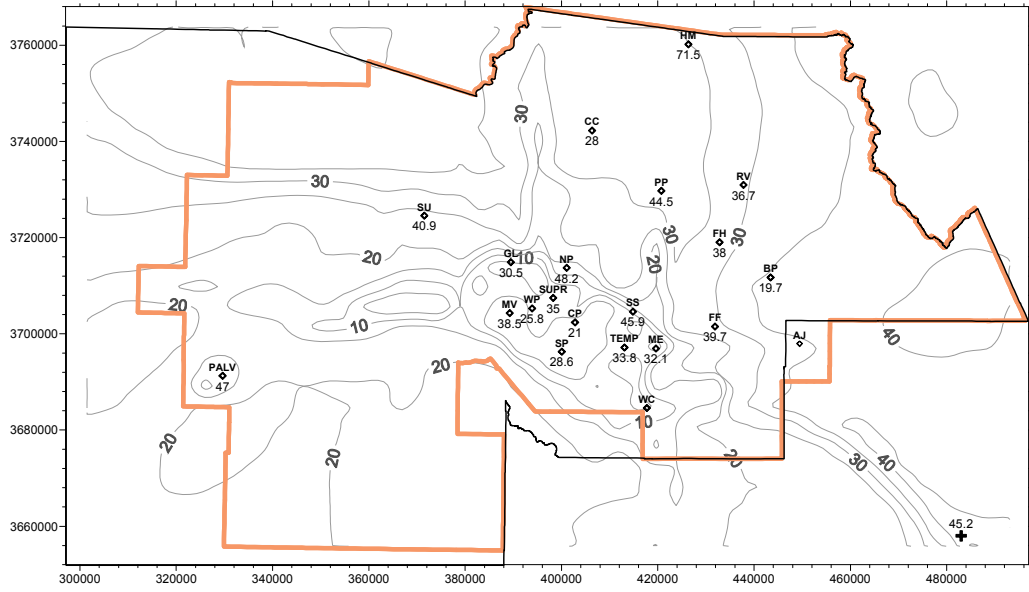 3760000
3740000
3720000
3700000
3680000
3660000
HM
71.5
30
CC
28
30
PP
44.5
RV
36.7
SU
40.9
30
30
FH
38
20
GL
30.5
10
NP
48.2
20
BP
19.7
20
SUPR
35
MV
38.5
WP
25.8
CP
21
SS
45.9
10
FF
39.7
40
AJ
SP
28.6
TEMP
33.8
ME
32.1
20
PALV
47
WC
10
20
20
20
30
40
45.2
300000 320000 340000 360000 380000 400000 420000 440000 460000 480000